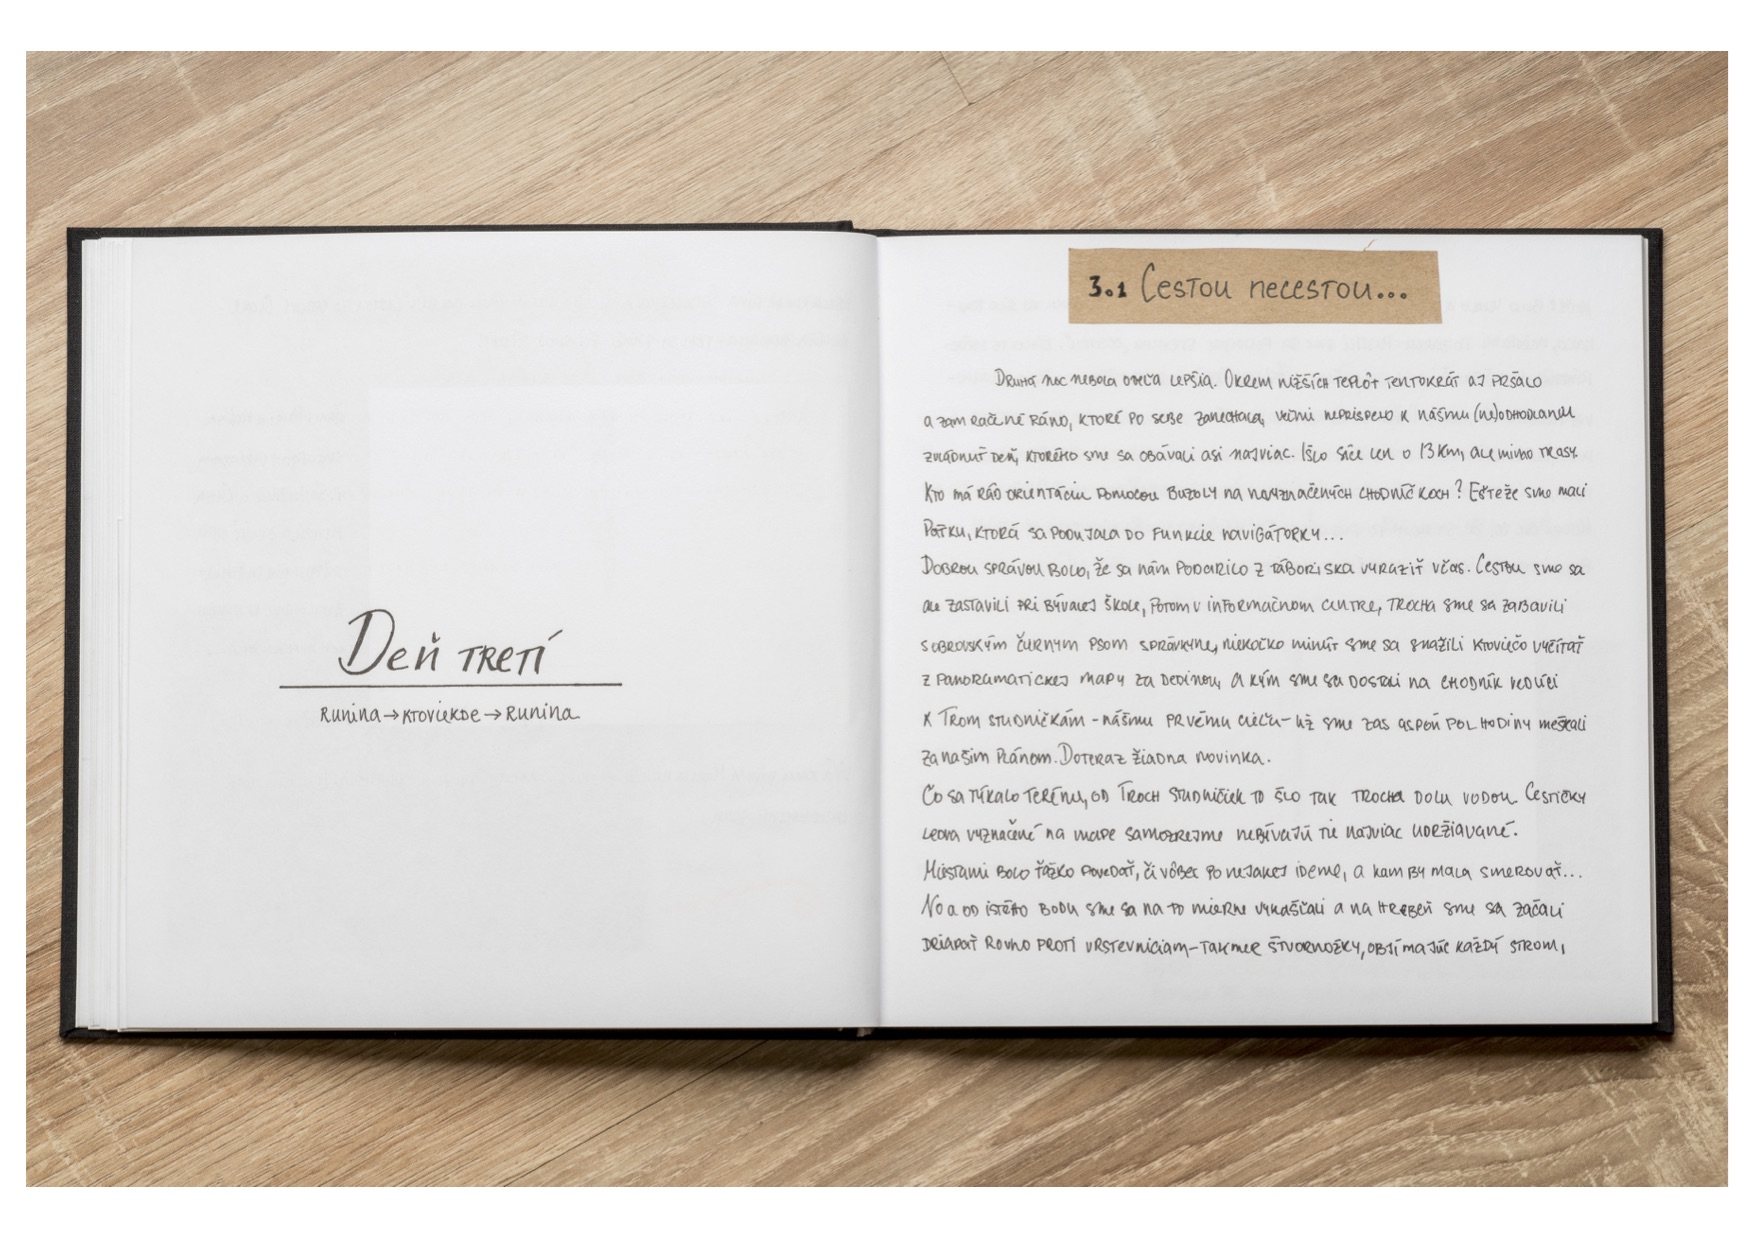 Deň tretí
Runina → ktoviekde → Runina
3.1 Cestou necestou...
Druhá noc nebola oveľa lepšia. Okrem nižších teplôt tentokrát aj pršalo
a zamračené ráno, ktoré po sebe zanechala, veľmi neprispelo k nášmu (ne)odhodlaniu
zvládnuť deň, ktorého sme sa obávali asi najviac. Išlo síce len o 13 km, ale mimo trasy.
Kto má rád orientáciu pomocou buzoly na nevyznačených chodníčkoch? Ešteže sme mali
Paťku, ktorá sa podujala do funkcie navigátorky...
Dobrou správou bolo, že sa nám podarilo z táboriska vyraziť včas. Cestou sme sa
ale zastavili pri bývalej škole, potom v informačnom centre, trocha sme sa zabavili
s obrovským čiernym psom správkyne, niekoľko minút sme sa snažili ktoviečo vyčítať
z panoramatickej mapy za dedinou, a kým sme sa dostali na chodník vedúci
k Trom studničkám - nášmu prvému cieľu - už sme zas aspoň pol hodiny meškali
za našim plánom. Doteraz žiadna novinka.
Čo sa týkalo terénu, od Troch studničiek to šlo tak trocha dolu vodou. Cestičky
ledva vyznačené na mape samozrejme nebývajú tie najviac udržiavané.
Miestami bolo ťažko povedať, či vôbec po nejakej ideme, a kam by mala smerovať...
No a od istého bodu sme sa na to mierne vykašľali a na hrebeň sme sa začali
driapať rovno proti vrstevniciam - takmer štvornožky, objímajúc každý strom,